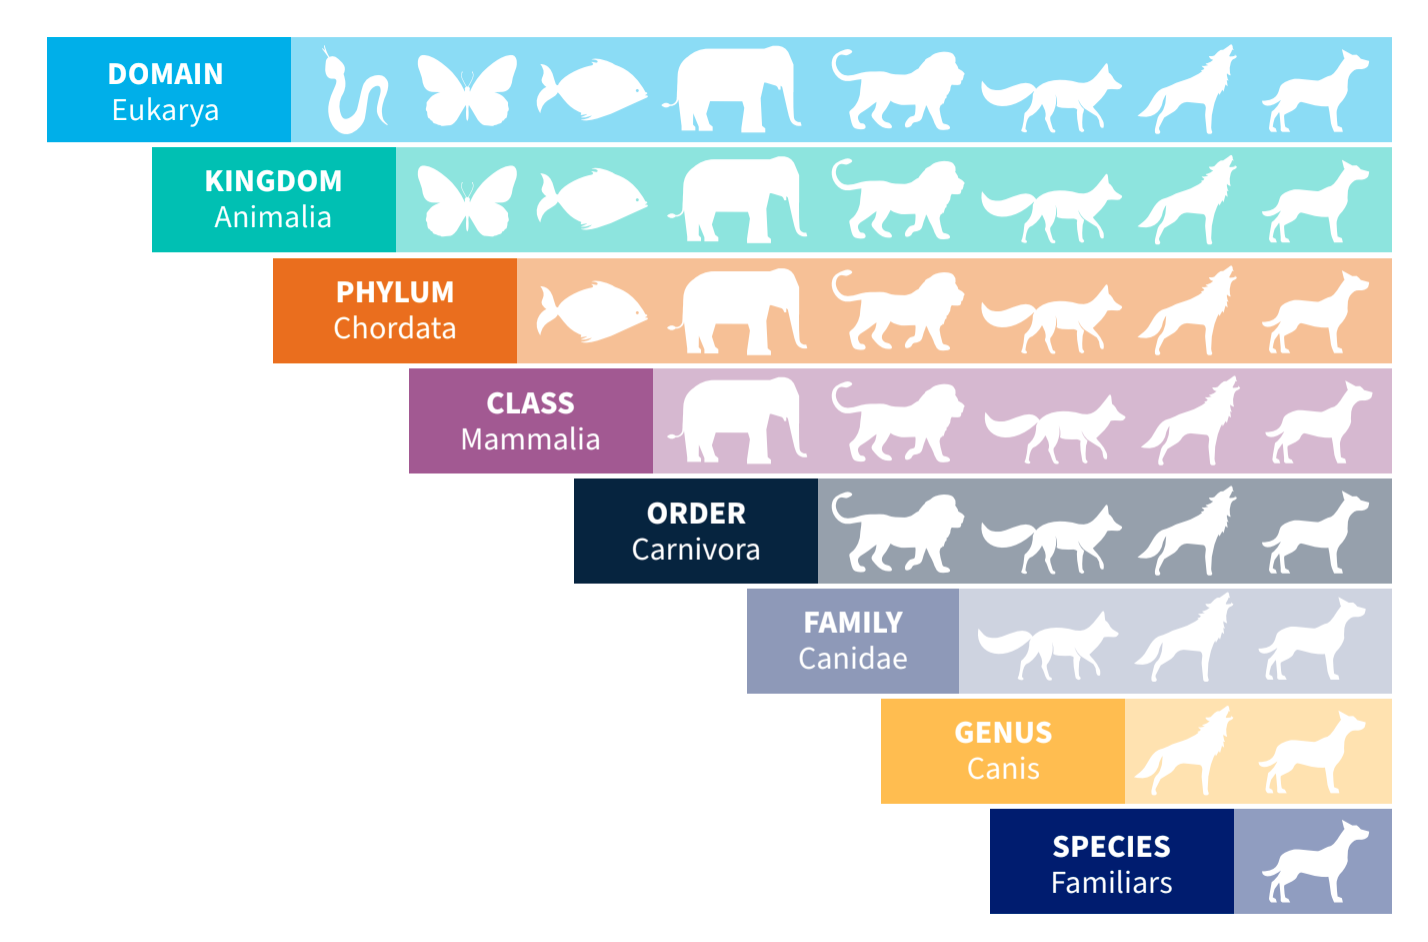 DOMAIN
Eukarya
KINGDOM
Animalia
PHYLUM
Chordata
CLASS
Mammalia
ORDER
Carnivora
FAMILY
Canidae
GENUS
Canis
SPECIES
Familiars